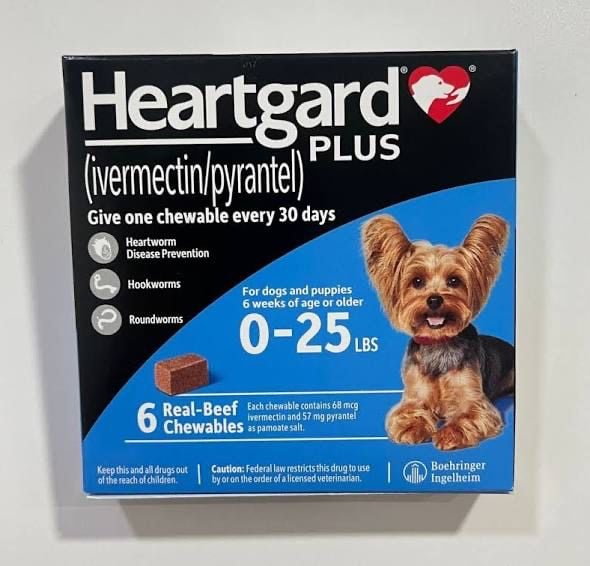 Heartgard®
®
PLUS
(ivermectin/pyrantel)
Give one chewable every 30 days
Heartworm
Disease Prevention
Hookworms
Roundworms
For dogs and puppies
6 weeks of age or older
0-25 LBS
6 Real-Beef
Chewables
Each chewable contains 68 mcg
ivermectin and 57 mg pyrantel
as pamoate salt.
Keep this and all drugs out
of the reach of children.
Caution: Federal law restricts this drug to use
by or on the order of a licensed veterinarian.
Boehringer
Ingelheim